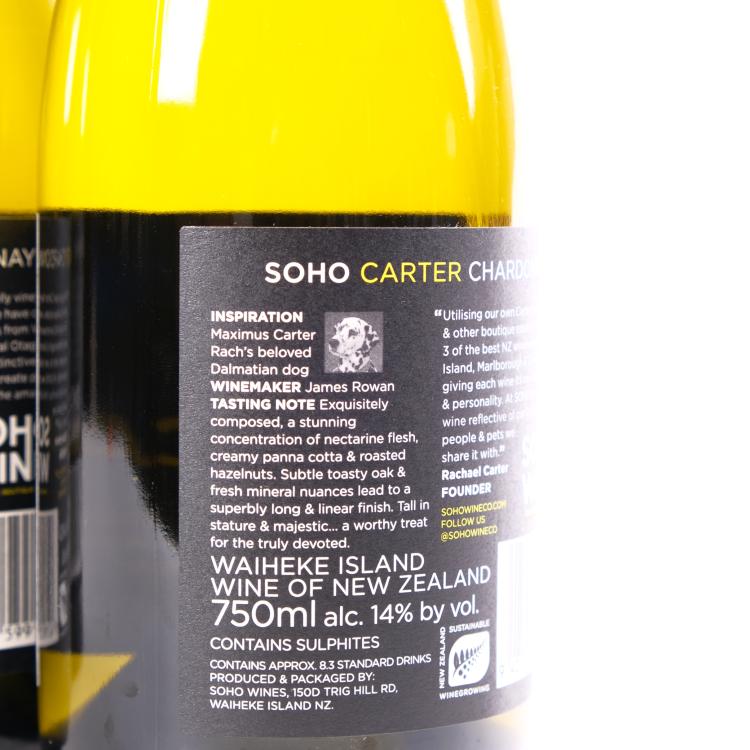 SOHO CARTER
INSPIRATION
Maximus Carter
Rach's beloved
Dalmatian dog
WINEMAKER James Rowan
TASTING NOTE Exquisitely
composed, a stunning
concentration of nectarine flesh,
creamy panna cotta & roasted
hazelnuts. Subtle toasty oak &
fresh mineral nuances lead to a
superbly long & linear finish. Tall in
stature & majestic... a worthy treat
for the truly devoted.
"Utilising our own
& other boutique
3 of the best NZ
Island, Marlborough
giving each wine
& personality. At
wine reflective of
people & pets we
share it with."
Rachael Carter
FOUNDER
SOHOWINECO.COM
FOLLOW US
@SOHOWINECO
WAIHEKE ISLAND
WINE OF NEW ZEALAND
750ml alc. 14% by vol.
CONTAINS SULPHITES
CONTAINS APPROX. 8.3 STANDARD DRINKS
PRODUCED & PACKAGED BY:
SOHO WINES, 150D TRIG HILL RD,
WAIHEKE ISLAND NZ.
NEW ZEALAND
SUSTAINABLE
WINEGROWING